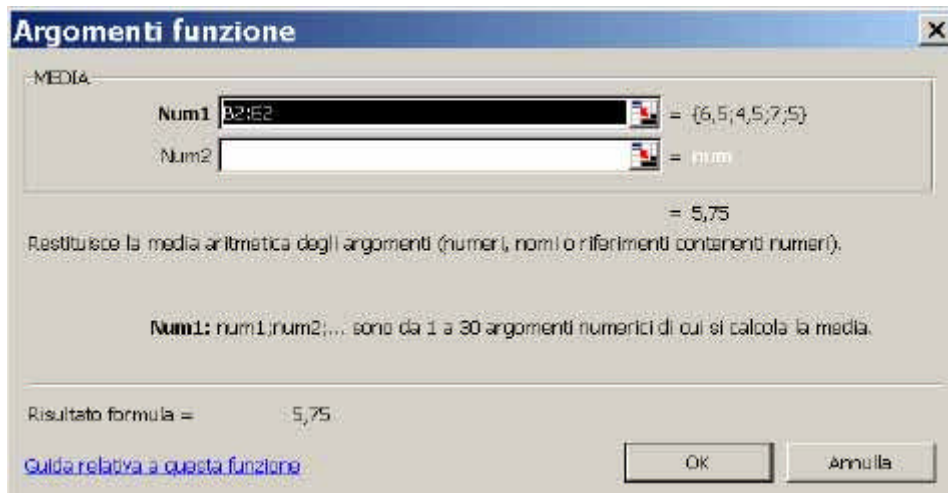 Argomenti funzione
MEDIA
Num1 B2:E2 = {6,5;4,5;7;5}
Num2 = num
= 5,75
Restituisce la media aritmetica degli argomenti (numeri, nomi o riferimenti contenenti numeri).
Num1: num1;num2;... sono da 1 a 30 argomenti numerici di cui si calcola la media.
Risultato formula = 5,75
Guida relativa a questa funzione
OK
Annulla